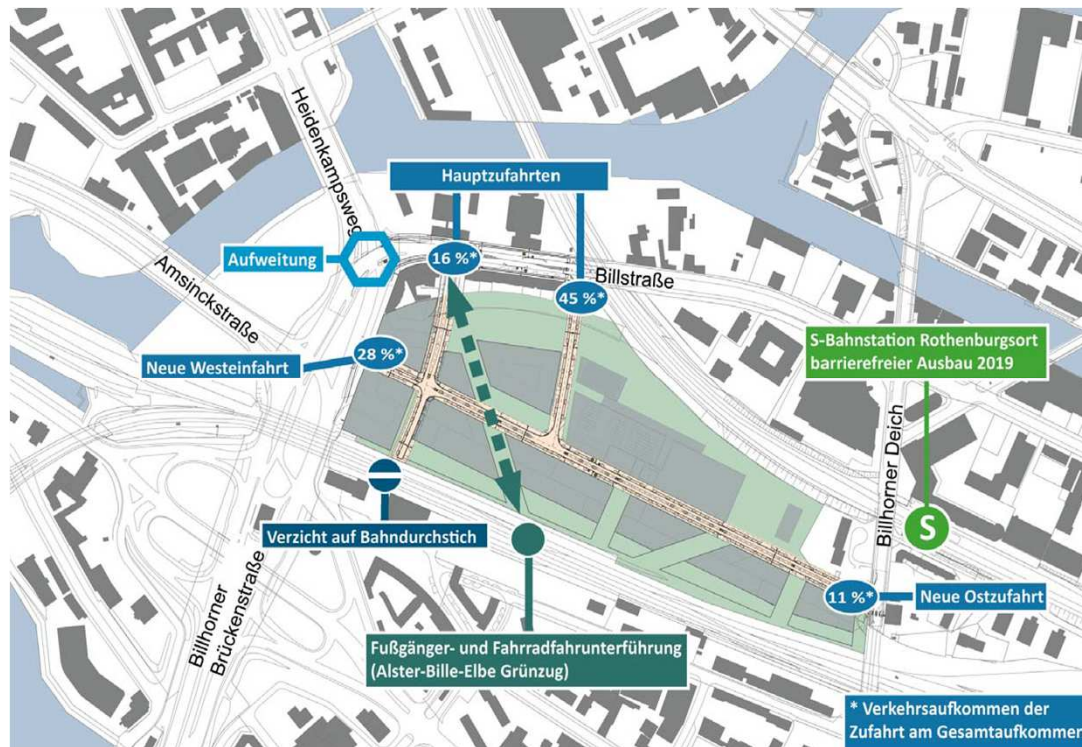 Heidenkampsweg
Hauptzufahrten
Aufweitung
16 %*
Billstraße
Amsinckstraße
45 %*
S-Bahnstation Rothenburgsort
barrierefreier Ausbau 2019
28 %*
Neue Westeinfahrt
Billhorner Deich
S
Verzicht auf Bahndurchstich
11 %*
Neue Ostzufahrt
Billhorner
Brückenstraße
Fußgänger- und Fahrradfahrunterführung
(Alster-Bille-Elbe Grünzug)
* Verkehrsaufkommen der
Zufahrt am Gesamtaufkommen